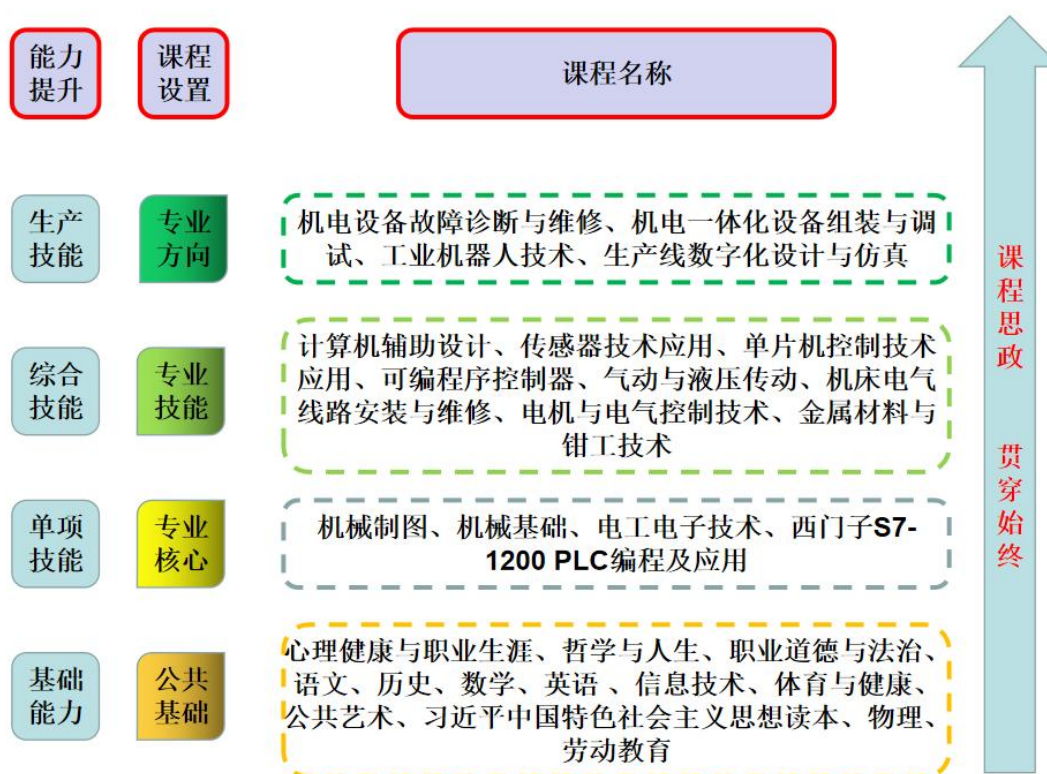 能力
提升
课程
设置
课程名称
生产
技能
专业
方向
机电设备故障诊断与维修、机电一体化设备组装与调
试、工业机器人技术、生产线数字化设计与仿真
综合
技能
专业
技能
计算机辅助设计、传感器技术应用、单片机控制技术
应用、可编程序控制器、气动与液压传动、机床电气
线路安装与维修、电机与电气控制技术、金属材料与
钳工技术
单项
技能
专业
核心
机械制图、机械基础、电工电子技术、西门子S7-
1200 PLC编程及应用
基础
能力
公共
基础
心理健康与职业生涯、哲学与人生、职业道德与法治、
语文、历史、数学、英语 、信息技术、体育与健康、
公共艺术、习近平中国特色社会主义思想读本、物理、
劳动教育
课程思政 贯穿始终